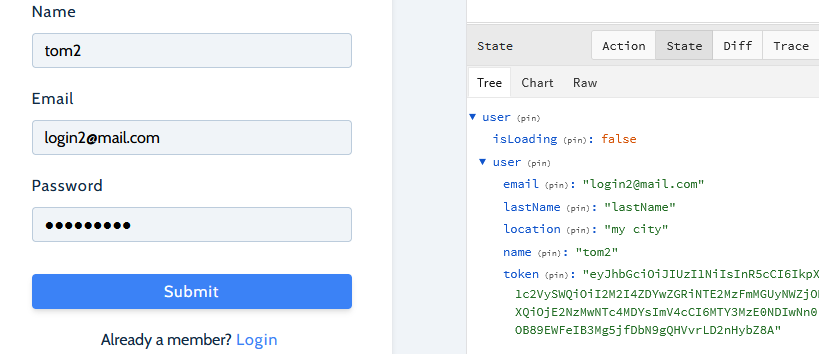 Name
tom2
Email
login2@mail.com
Password
Submit
Already a member? Login
State
Action State Diff Trace
Tree Chart Raw
user (pin)
isLoading (pin): false
user (pin)
email (pin): "login2@mail.com"
lastName (pin): "lastName"
location (pin): "my city"
name (pin): "tom2"
token (pin): "eyJhbGciOiJIUzI1NiIsInR5cCI6IkpX
lc2VySWQiOiI2M2I4ZDYwZGRiNTE2MzFmMGUyNWZjO
XQiOjE2NzMwNTc4MDYsImV4cCI6MTY3MzE0NDIwNn0
OB89EWFeIB3Mg5jfDbN9gQHVvrLD2nHybZ8A"